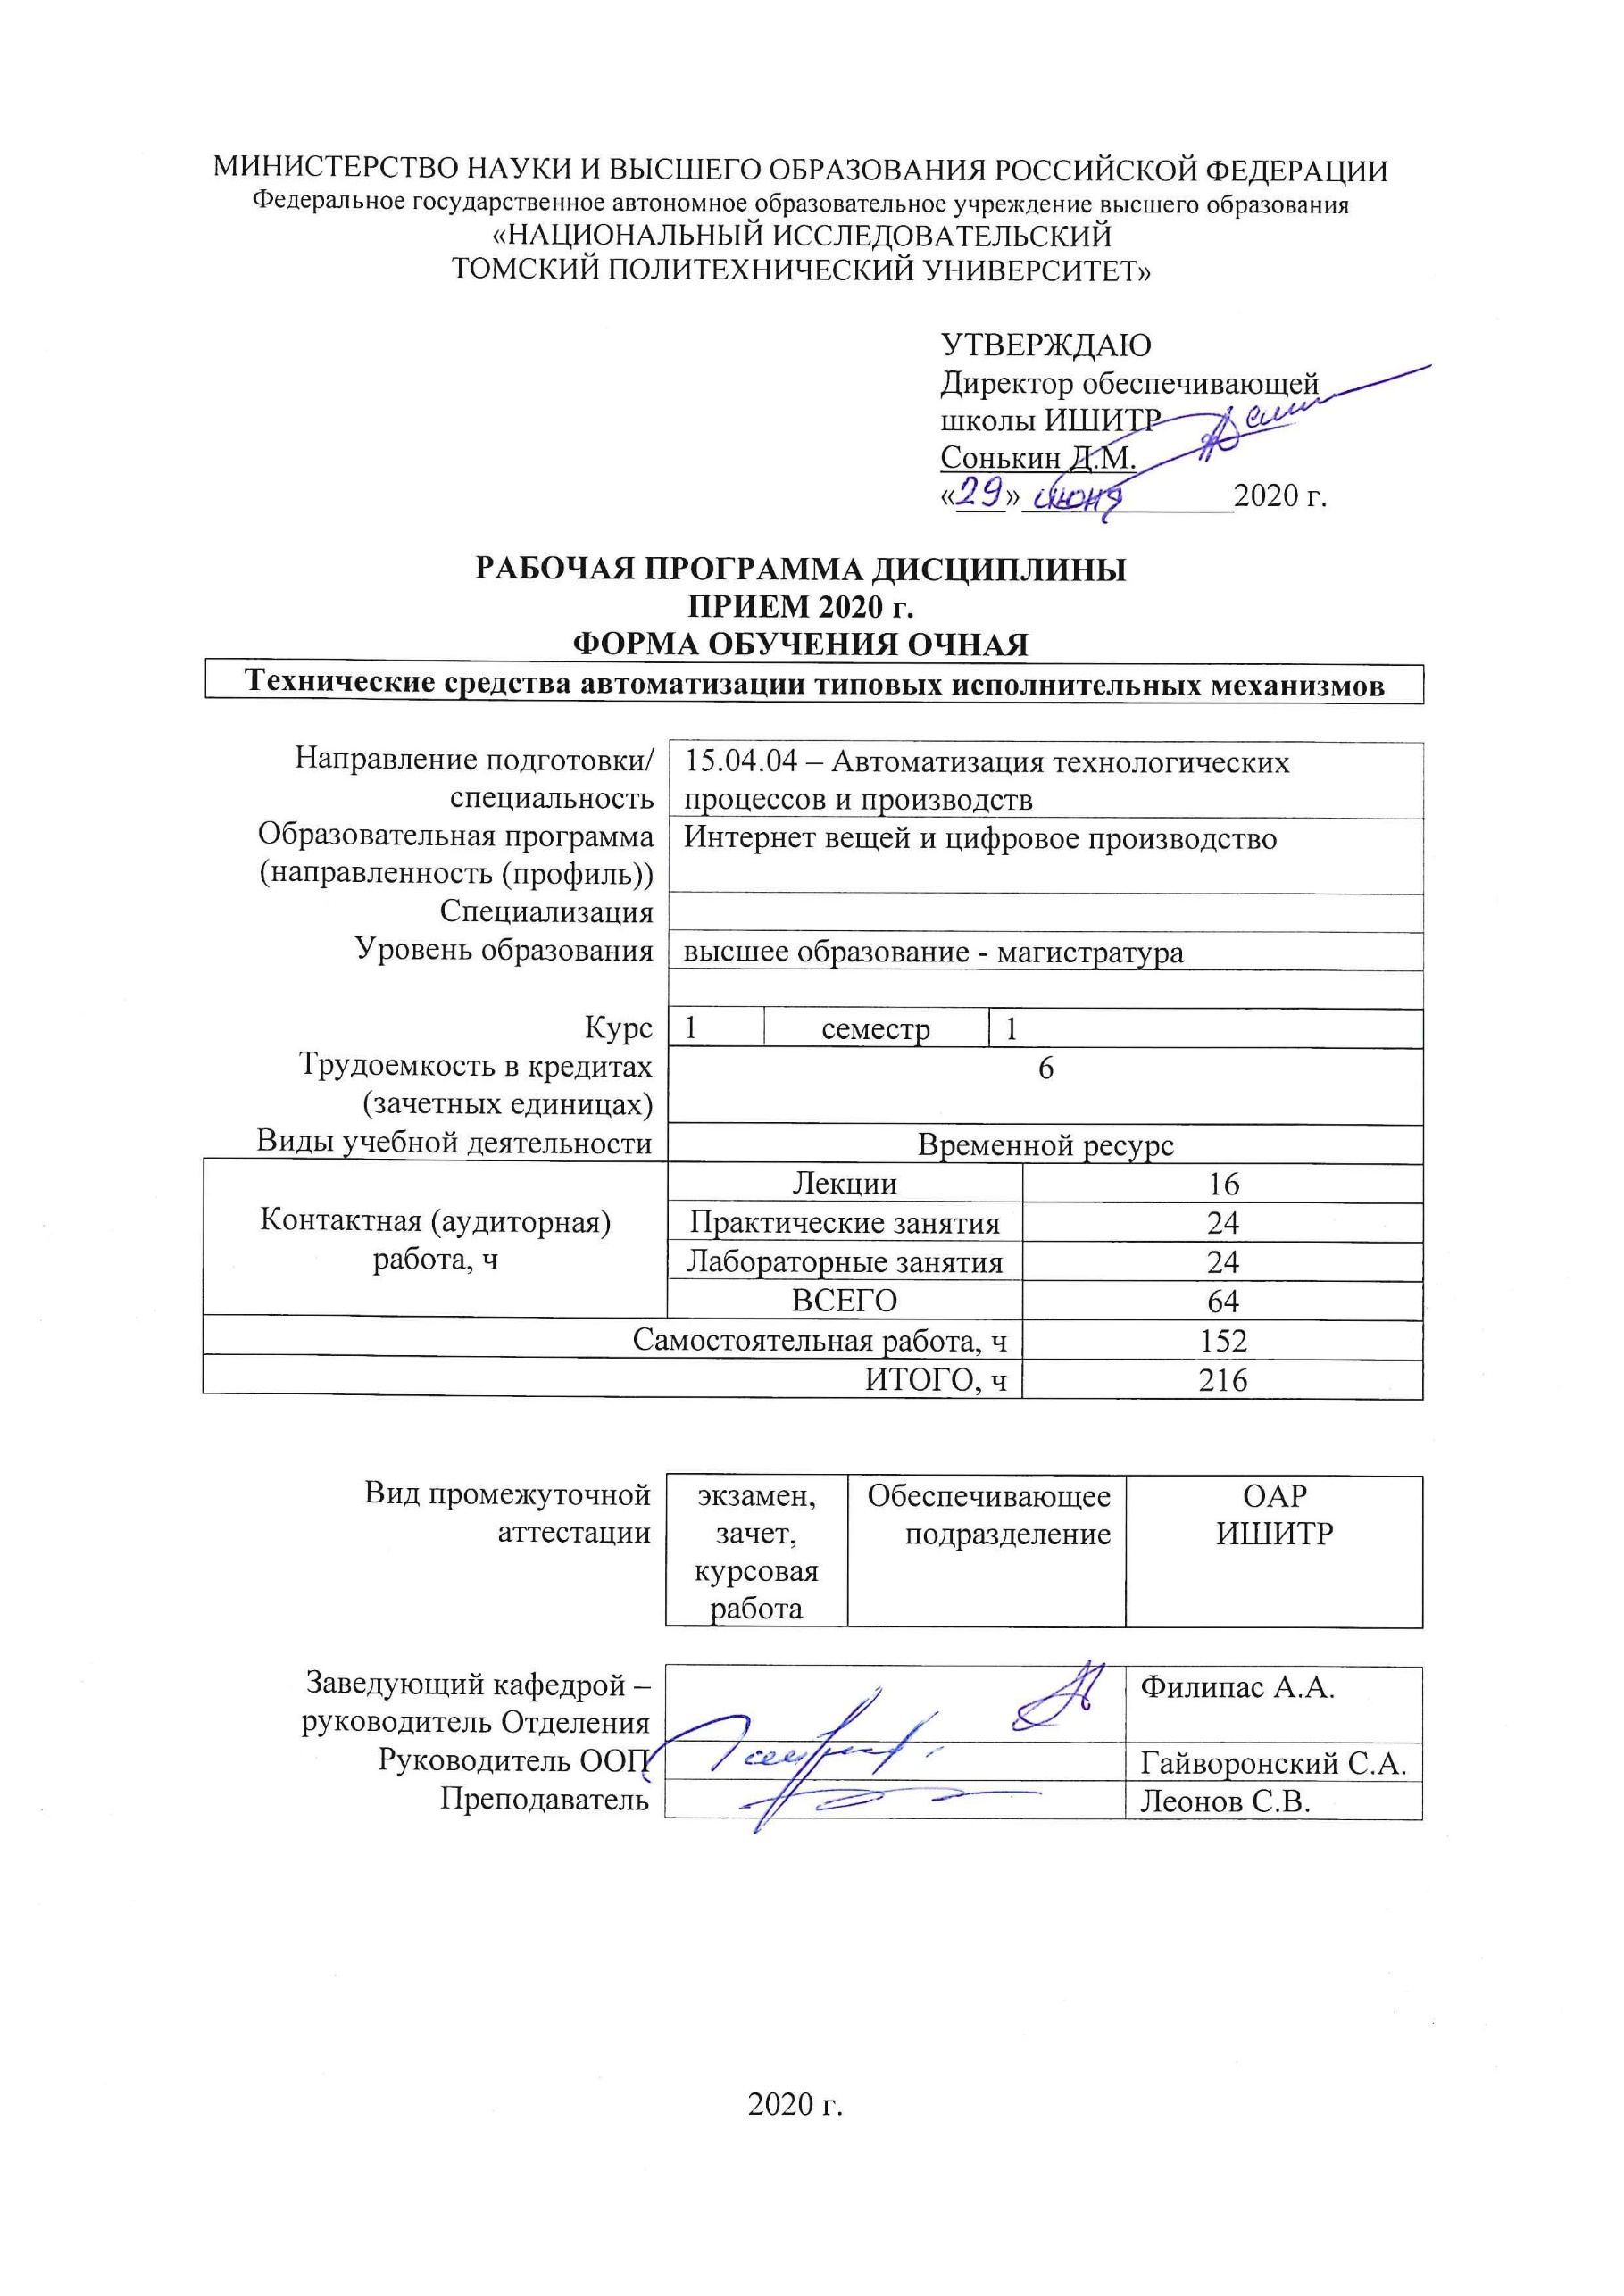 МИНИСТЕРСТВО НАУКИ И ВЫСШЕГО ОБРАЗОВАНИЯ РОССИЙСКОЙ ФЕДЕРАЦИИ
Федеральное государственное автономное образовательное учреждение высшего образования
«НАЦИОНАЛЬНЫЙ ИССЛЕДОВАТЕЛЬСКИЙ
ТОМСКИЙ ПОЛИТЕХНИЧЕСКИЙ УНИВЕРСИТЕТ»
УТВЕРЖДАЮ
Директор обеспечивающей
школы ИШИТР
Сонькин Д.М.
«29» июня 2020 г.
РАБОЧАЯ ПРОГРАММА ДИСЦИПЛИНЫ
ПРИЕМ 2020 г.
ФОРМА ОБУЧЕНИЯ ОЧНАЯ
Технические средства автоматизации типовых исполнительных механизмов
Направление подготовки/ 15.04.04 – Автоматизация технологических
специальность процессов и производств
Образовательная программа Интернет вещей и цифровое производство
(направленность (профиль))
Специализация
Уровень образования высшее образование - магистратура
Курс 1 семестр 1
Трудоемкость в кредитах 6
(зачетных единицах)
Виды учебной деятельности Временной ресурс
Лекции 16
Контактная (аудиторная) Практические занятия 24
работа, ч Лабораторные занятия 24
ВСЕГО 64
Самостоятельная работа, ч 152
ИТОГО, ч 216
Вид промежуточной экзамен, Обеспечивающее ОАР
аттестации зачет, подразделение ИШИТР
курсовая
работа
Заведующий кафедрой – Филипас А.А.
руководитель Отделения
Руководитель ООП Гайворонский С.А.
Преподаватель Леонов С.В.
2020 г.